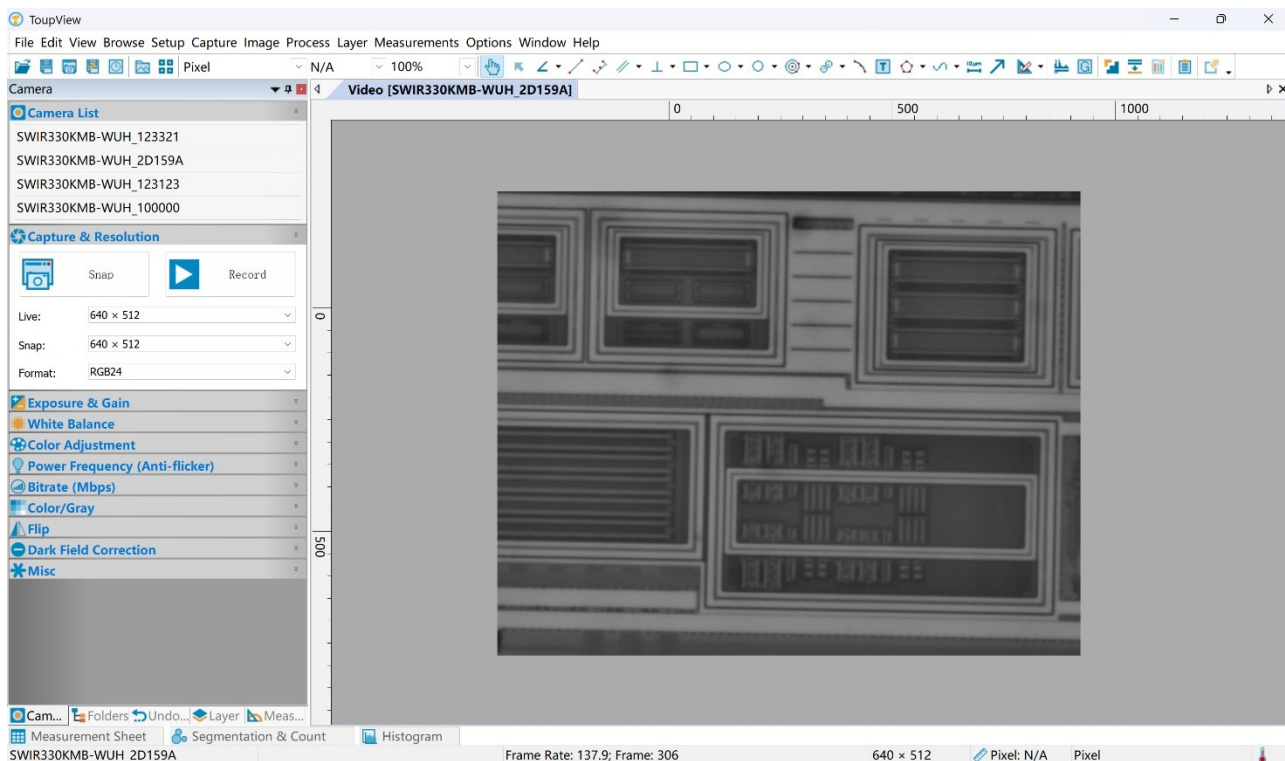 ToupView
File Edit View Browse Setup Capture Image Process Layer Measurements Options Window Help
Pixel N/A 100%
Camera
Video [SWIR330KMB-WUH_2D159A]
0 500 1000
Camera List
SWIR330KMB-WUH_123321
SWIR330KMB-WUH_2D159A
SWIR330KMB-WUH_123123
SWIR330KMB-WUH_100000
Capture & Resolution
Snap Record
Live: 640 × 512
0
Snap: 640 × 512
Format: RGB24
Exposure & Gain
White Balance
Color Adjustment
Power Frequency (Anti-flicker)
Bitrate (Mbps)
Color/Gray
Flip
500
Dark Field Correction
Misc
Cam... Folders Undo... Layer Meas...
Measurement Sheet Segmentation & Count Histogram
SWIR330KMB-WUH_2D159A Frame Rate: 137.9; Frame: 306 640 × 512 Pixel: N/A Pixel